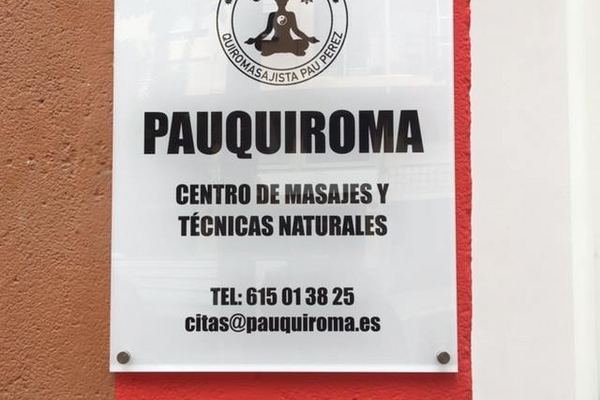 QUIROMASAJISTA PAU PEREZ
PAUQUIROMA
CENTRO DE MASAJES Y
TÉCNICAS NATURALES
TEL: 615 01 38 25
citas@pauquiroma.es